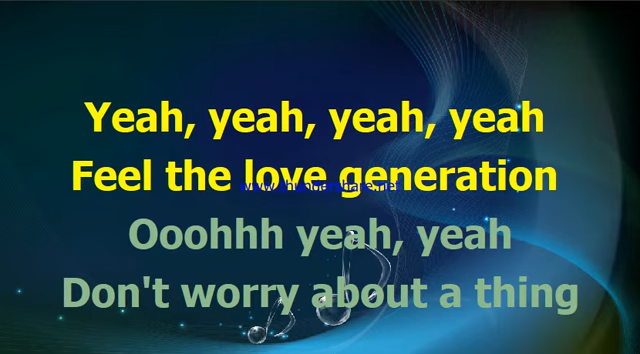 Yeah, yeah, yeah, yeah
Feel the love generation
Ooohhh yeah, yeah
Don't worry about a thing